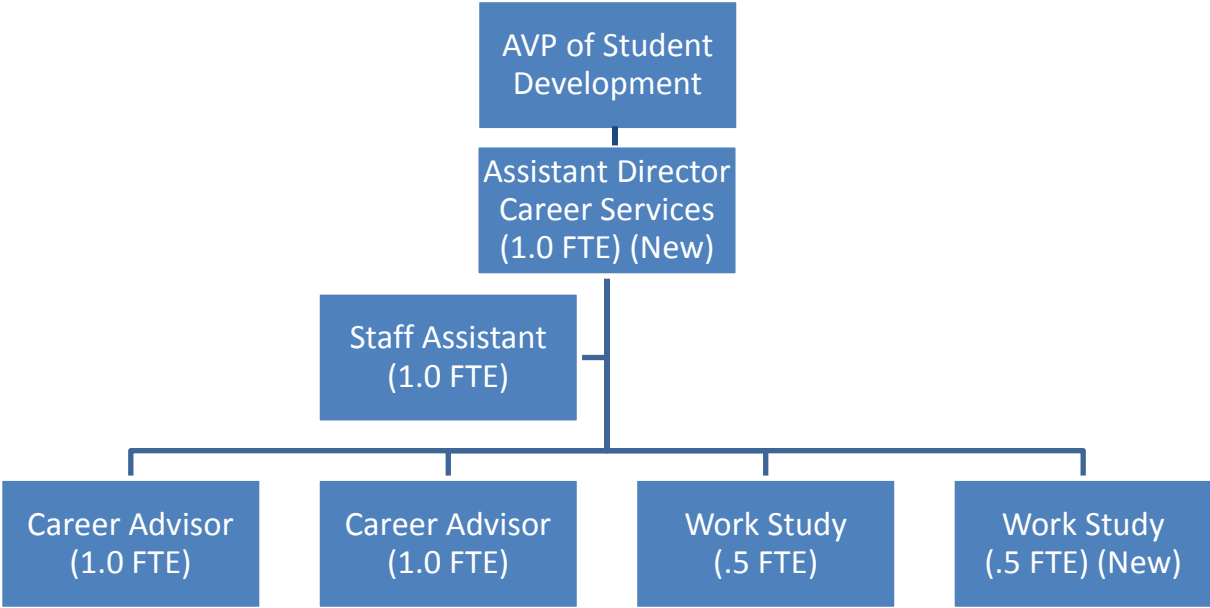 AVP of Student
Development
Assistant Director
Career Services
(1.0 FTE) (New)
Staff Assistant
(1.0 FTE)
Career Advisor
(1.0 FTE)
Career Advisor
(1.0 FTE)
Work Study
(.5 FTE)
Work Study
(.5 FTE) (New)